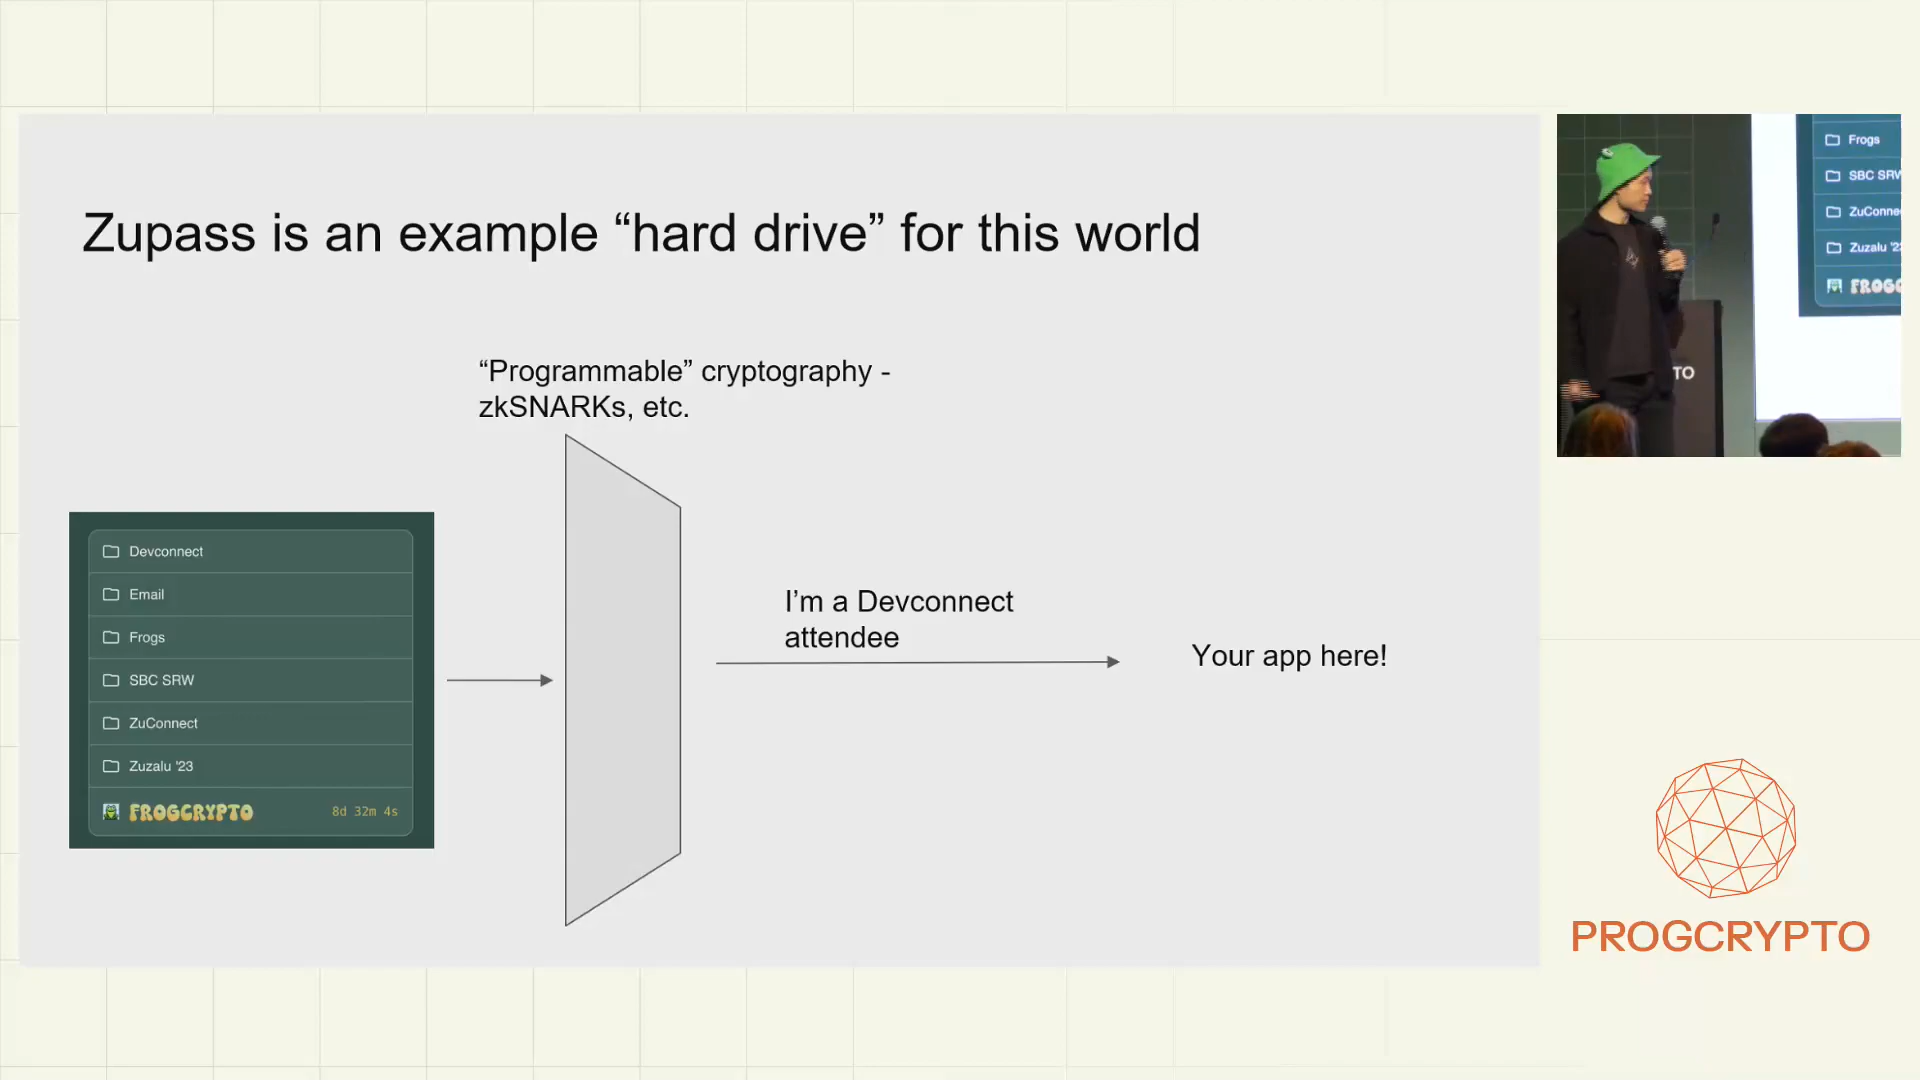 Zupass is an example “hard drive” for this world
“Programmable” cryptography -
zkSNARKs, etc.
Devconnect
Email
Frogs
SBC SRW
ZuConnect
Zuzalu '23
FROGCRYPTO 8d 32m 4s
I’m a Devconnect
attendee
Your app here!
Frogs
SBC SRW
ZuConne
Zuzalu '2
FROGC
TO
PROGCRYPTO